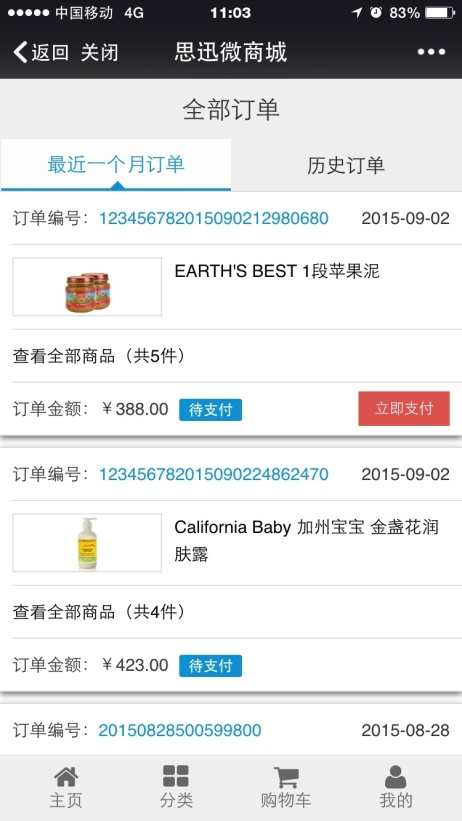 中国移动 4G 11:03 83%
返回 关闭 思迅微商城
全部订单
最近一个月订单 历史订单
订单编号：123456782015090212980680 2015-09-02
EARTH'S BEST 1段苹果泥
查看全部商品（共5件）
订单金额：￥388.00 待支付 立即支付
订单编号：123456782015090224862470 2015-09-02
California Baby 加州宝宝 金盏花润
肤露
查看全部商品（共4件）
订单金额：￥423.00 待支付
订单编号：20150828500599800 2015-08-28
主页 分类 购物车 我的